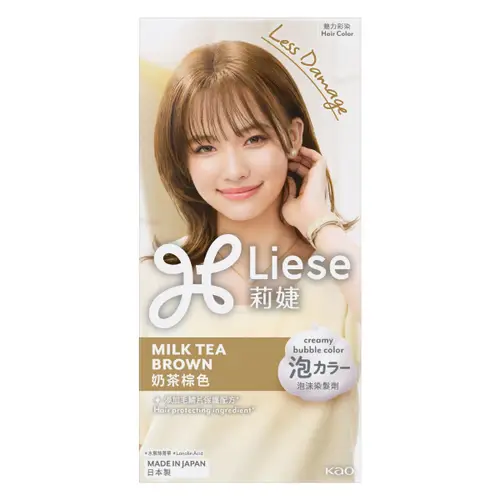 魅力彩染
Hair Color
Less Damage
Liese
莉婕
creamy
bubble color
泡カラー
泡沫染髮劑
MILK TEA
BROWN
奶茶棕色
Hair protecting ingredient*
MADE IN JAPAN
日本製
Kao